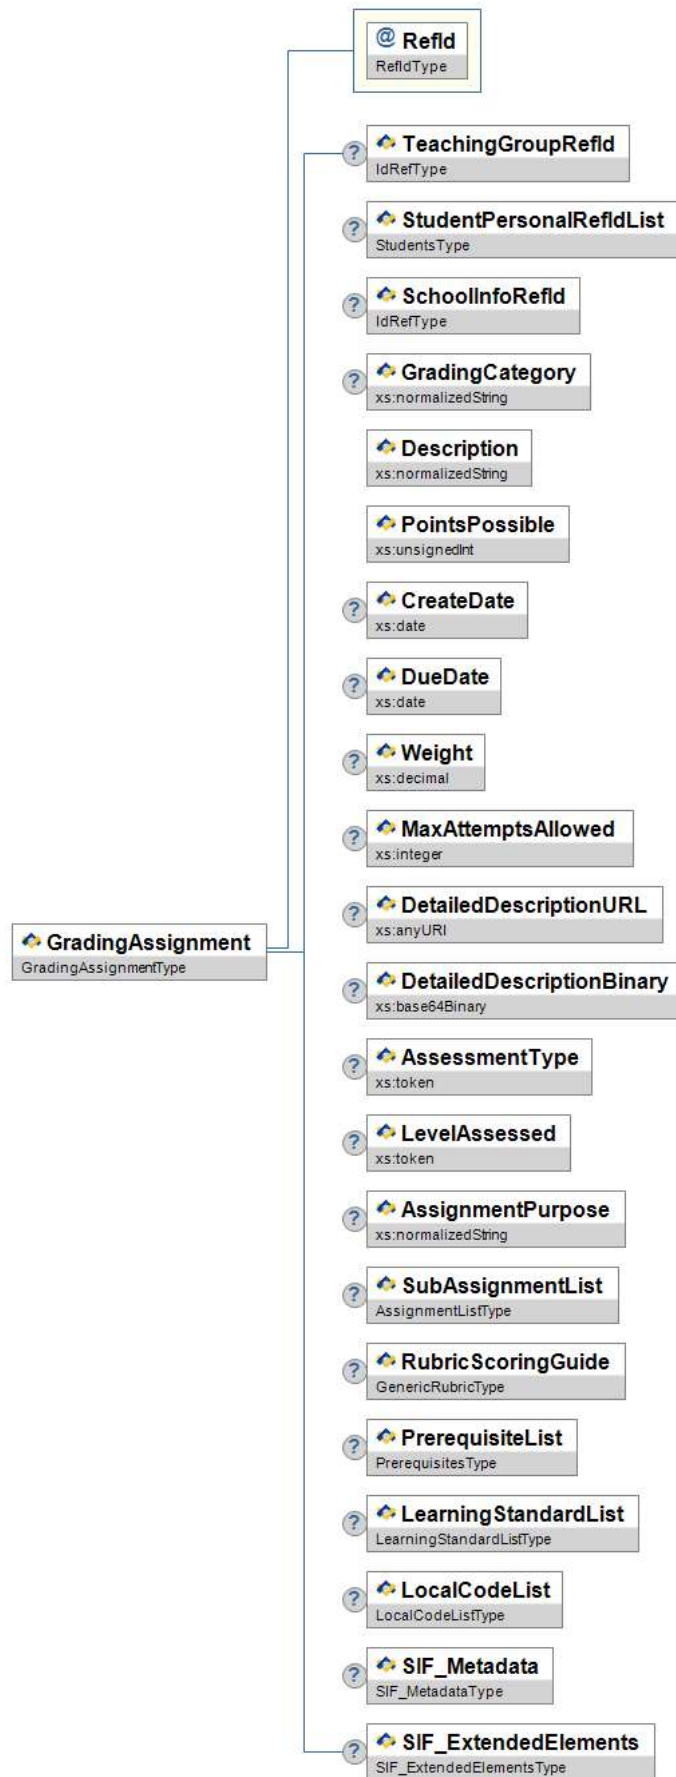 @ RefId
RefIdType
? TeachingGroupRefId
IdRefType
? StudentPersonalRefIdList
StudentsType
? SchoolInfoRefId
IdRefType
? GradingCategory
xs:normalizedString
Description
xs:normalizedString
PointsPossible
xs:unsignedInt
? CreateDate
xs:date
? DueDate
xs:date
? Weight
xs:decimal
? MaxAttemptsAllowed
xs:integer
? DetailedDescriptionURL
xs:anyURI
GradingAssignment
GradingAssignmentType
? DetailedDescriptionBinary
xs:base64Binary
? AssessmentType
xs:token
? LevelAssessed
xs:token
? AssignmentPurpose
xs:normalizedString
? SubAssignmentList
AssignmentListType
? RubricScoringGuide
GenericRubricType
? PrerequisiteList
PrerequisitesType
? LearningStandardList
LearningStandardListType
? LocalCodeList
LocalCodeListType
? SIF_Metadata
SIF_MetadataType
? SIF_ExtendedElements
SIF_ExtendedElementsType